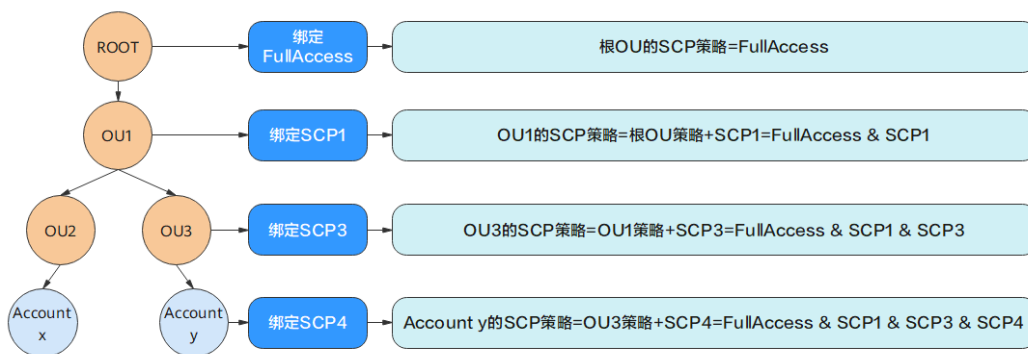 ROOT
绑定
FullAccess
根OU的SCP策略=FullAccess
OU1
绑定SCP1
OU1的SCP策略=根OU策略+SCP1=FullAccess & SCP1
OU2
OU3
绑定SCP3
OU3的SCP策略=OU1策略+SCP3=FullAccess & SCP1 & SCP3
Account
x
Account
y
绑定SCP4
Account y的SCP策略=OU3策略+SCP4=FullAccess & SCP1 & SCP3 & SCP4